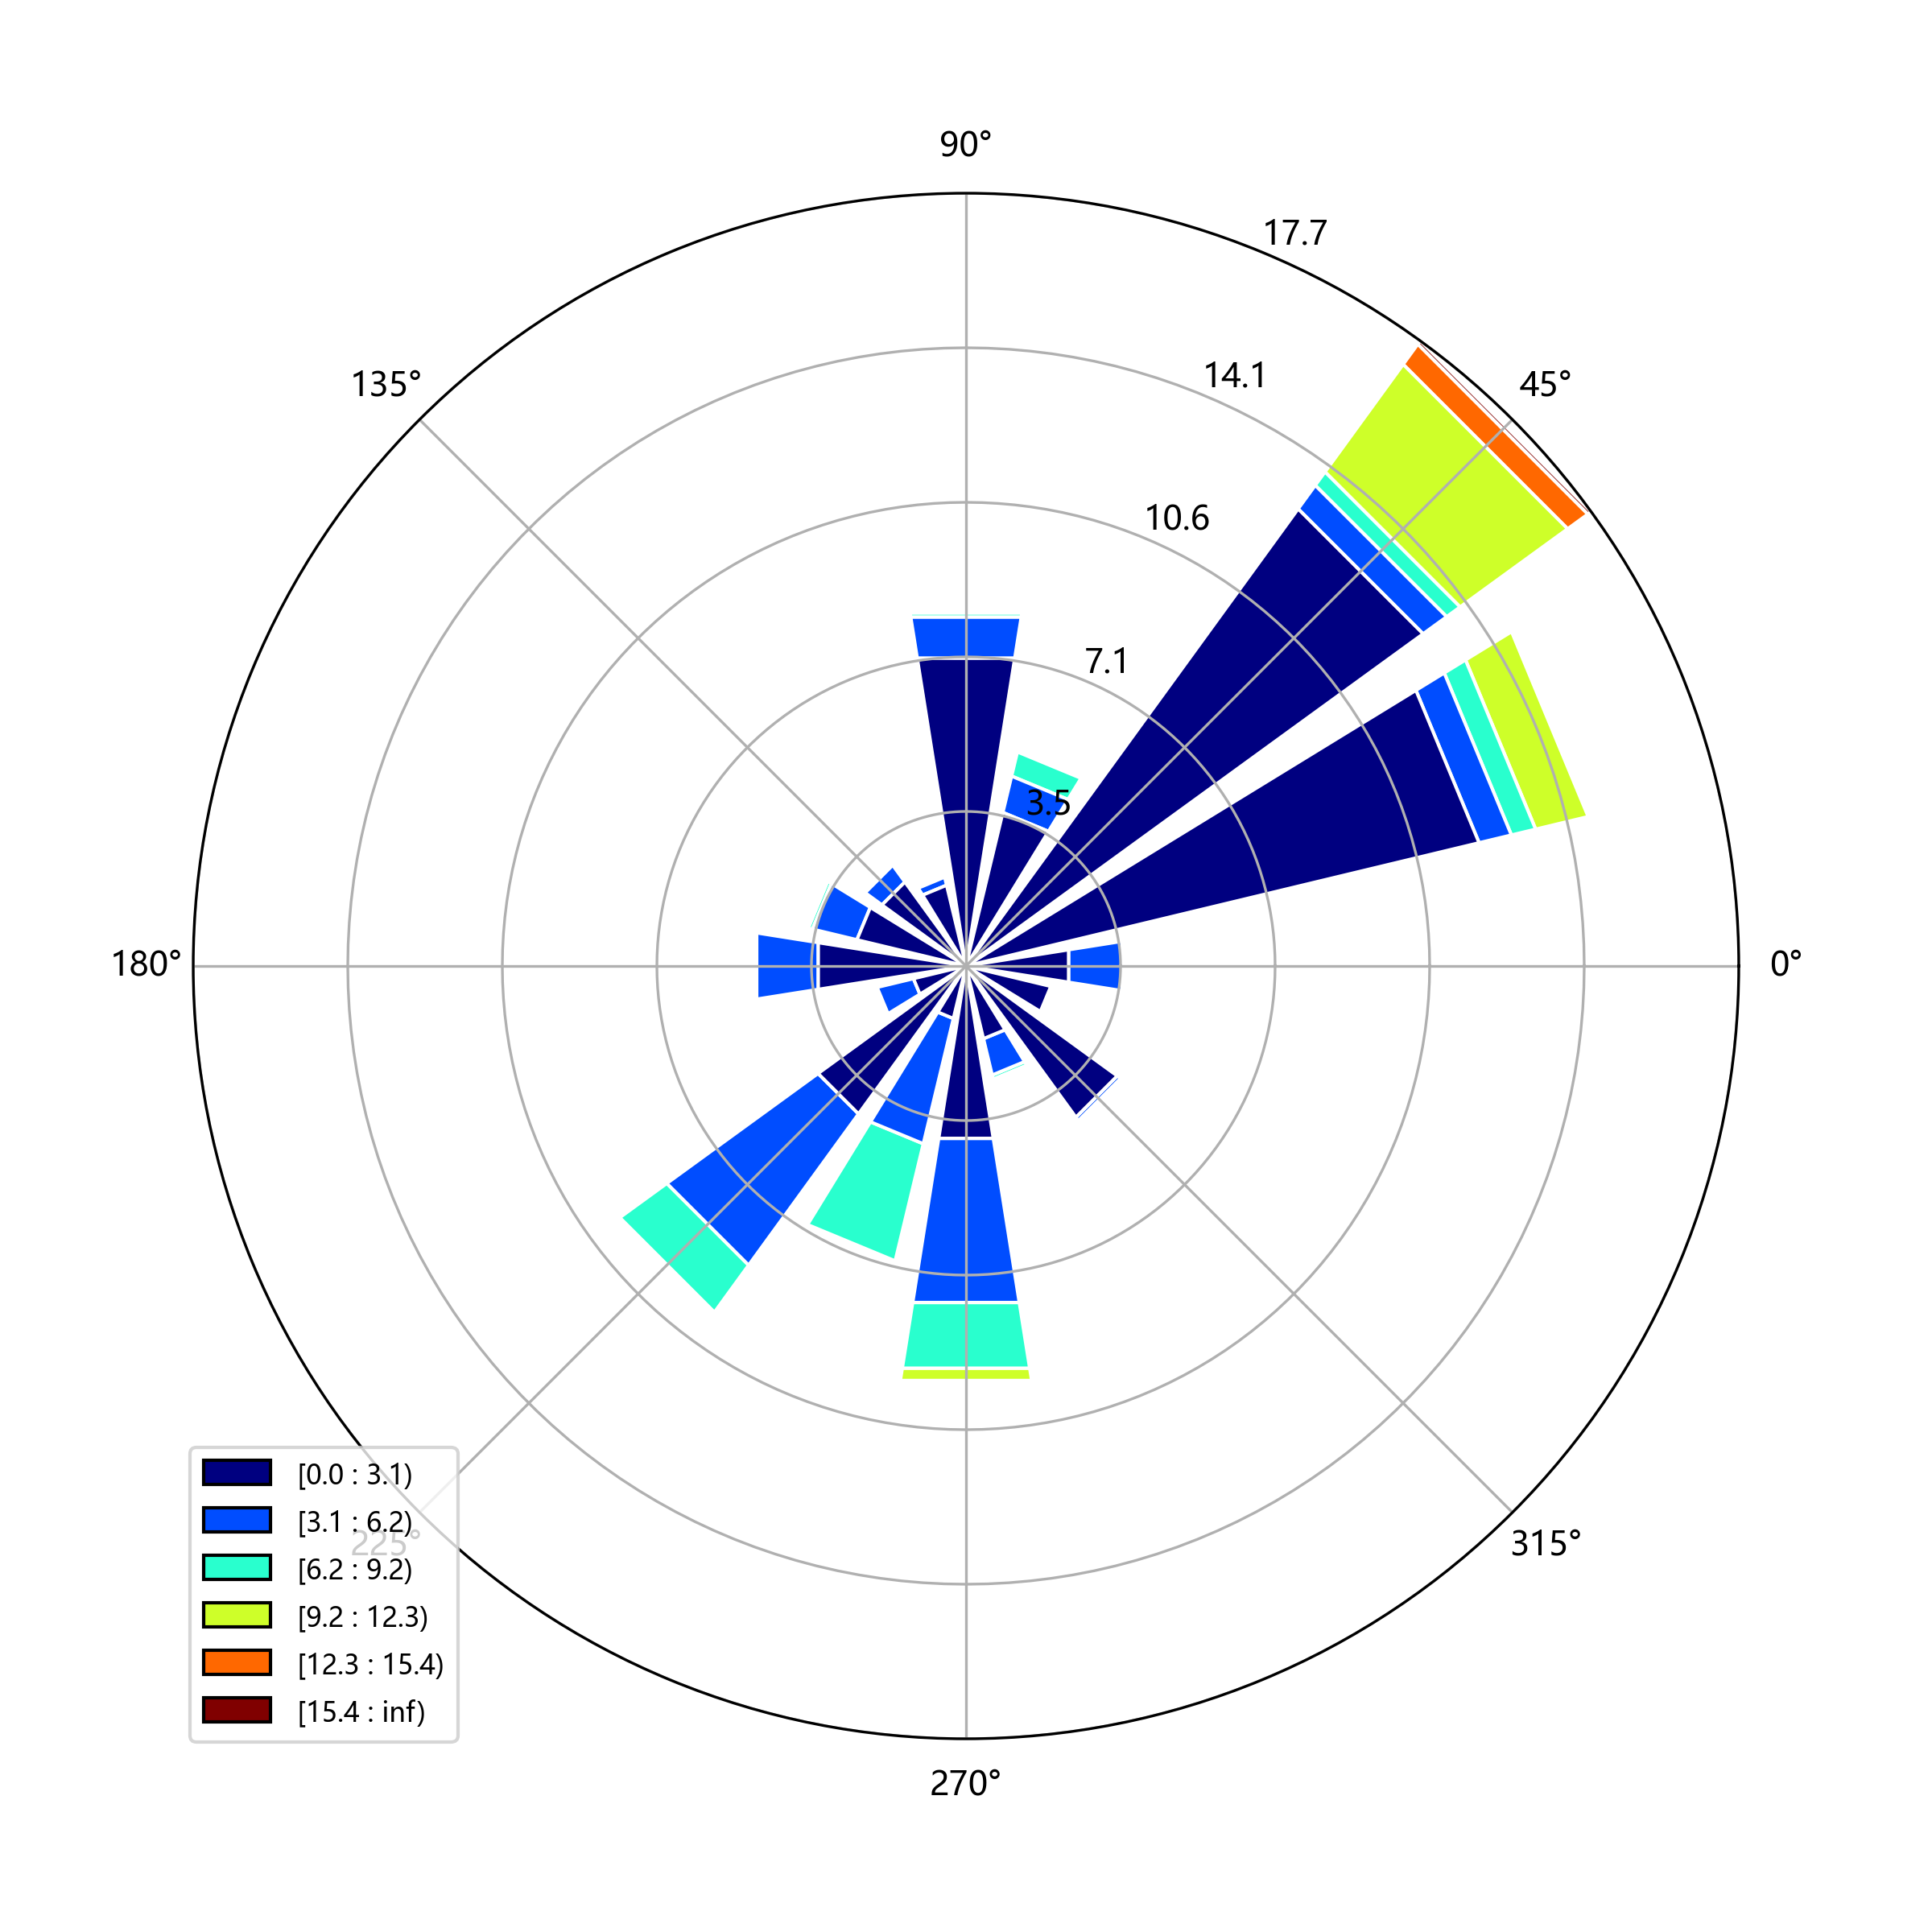 90°
17.7
135°
14.1
45°
10.6
7.1
3.5
180°
0°
[0.0 : 3.1)
[3.1 : 6.2)
225°
315°
[6.2 : 9.2)
[9.2 : 12.3)
[12.3 : 15.4)
[15.4 : inf)
270°